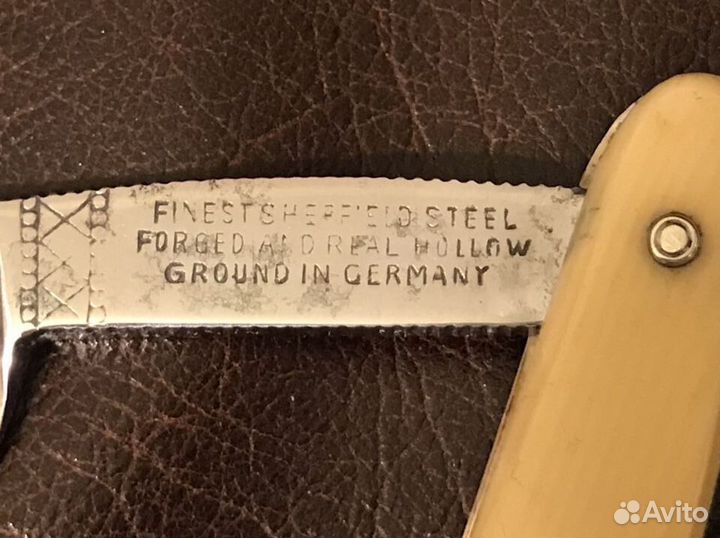 FINEST SHEFFIELD STEEL
FORGED AND REAL HOLLOW
GROUND IN GERMANY
Avito